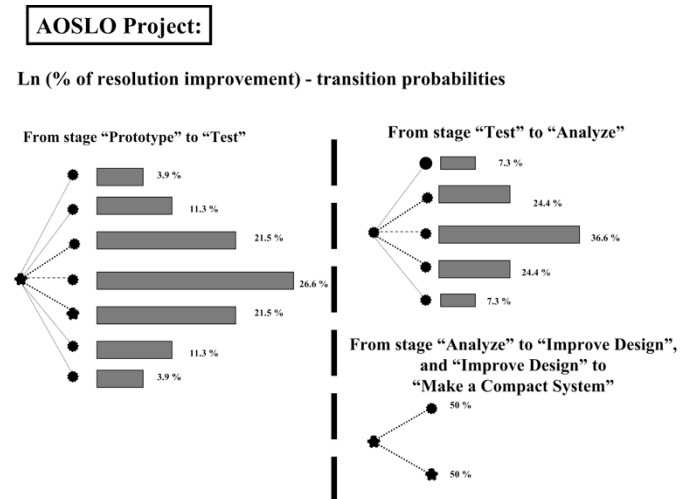 AOSLO Project:
Ln (% of resolution improvement) - transition probabilities
From stage “Prototype” to “Test”
3.9 %
11.3 %
21.5 %
26.6 %
21.5 %
11.3 %
3.9 %
From stage “Test” to “Analyze”
7.3 %
24.4 %
36.6 %
24.4 %
7.3 %
From stage “Analyze” to “Improve Design”,
and “Improve Design” to
“Make a Compact System”
50 %
50 %